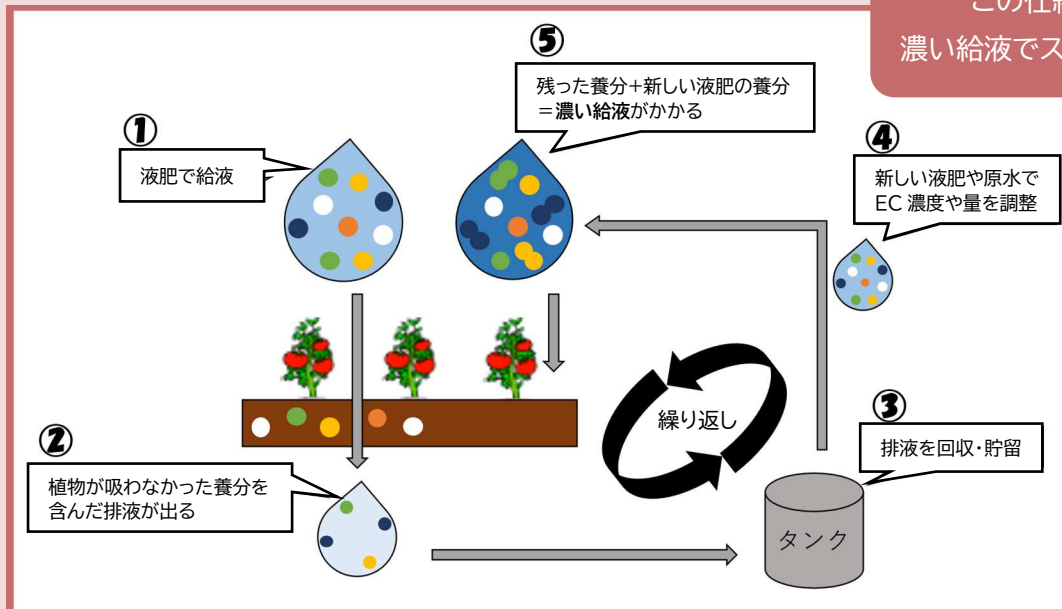 この仕組
濃い給液でス
⑤
残った養分+新しい液肥の養分
=濃い給液がかかる
①
液肥で給液
④
新しい液肥や原水で
EC 濃度や量を調整
繰り返し
③
排液を回収・貯留
②
植物が吸わなかった養分を
含んだ排液が出る
タンク